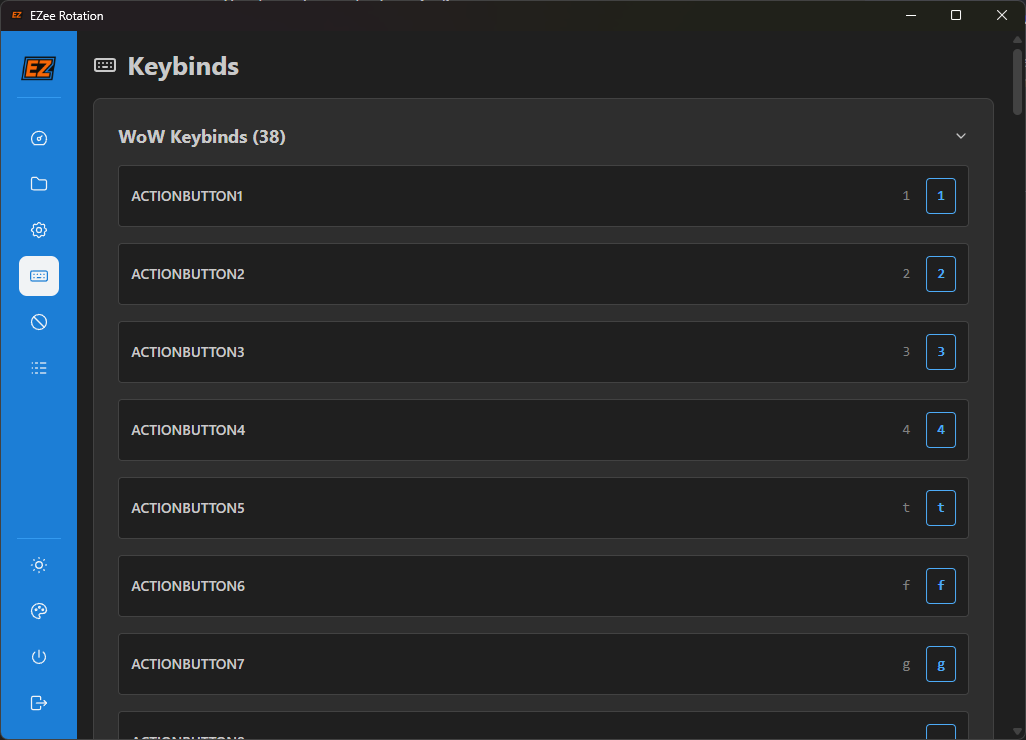 EZ EZee Rotation
EZ
Keybinds
WoW Keybinds (38)
ACTIONBUTTON1 1 1
ACTIONBUTTON2 2 2
ACTIONBUTTON3 3 3
ACTIONBUTTON4 4 4
ACTIONBUTTON5 t t
ACTIONBUTTON6 f f
ACTIONBUTTON7 g g